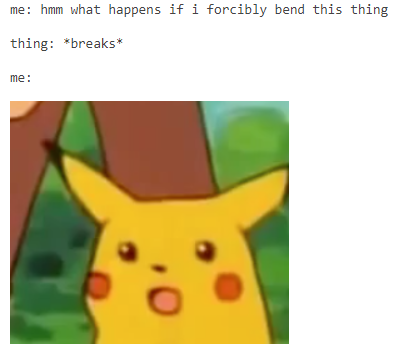 me: hmm what happens if i forcibly bend this thing
thing: *breaks*
me: